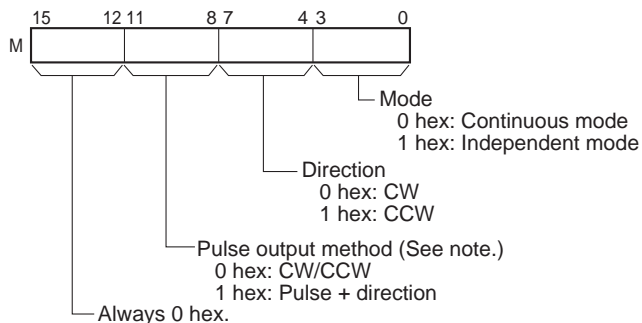 15 12 11 8 7 4 3 0
M
Mode
0 hex: Continuous mode
1 hex: Independent mode
Direction
0 hex: CW
1 hex: CCW
Pulse output method (See note.)
0 hex: CW/CCW
1 hex: Pulse + direction
Always 0 hex.